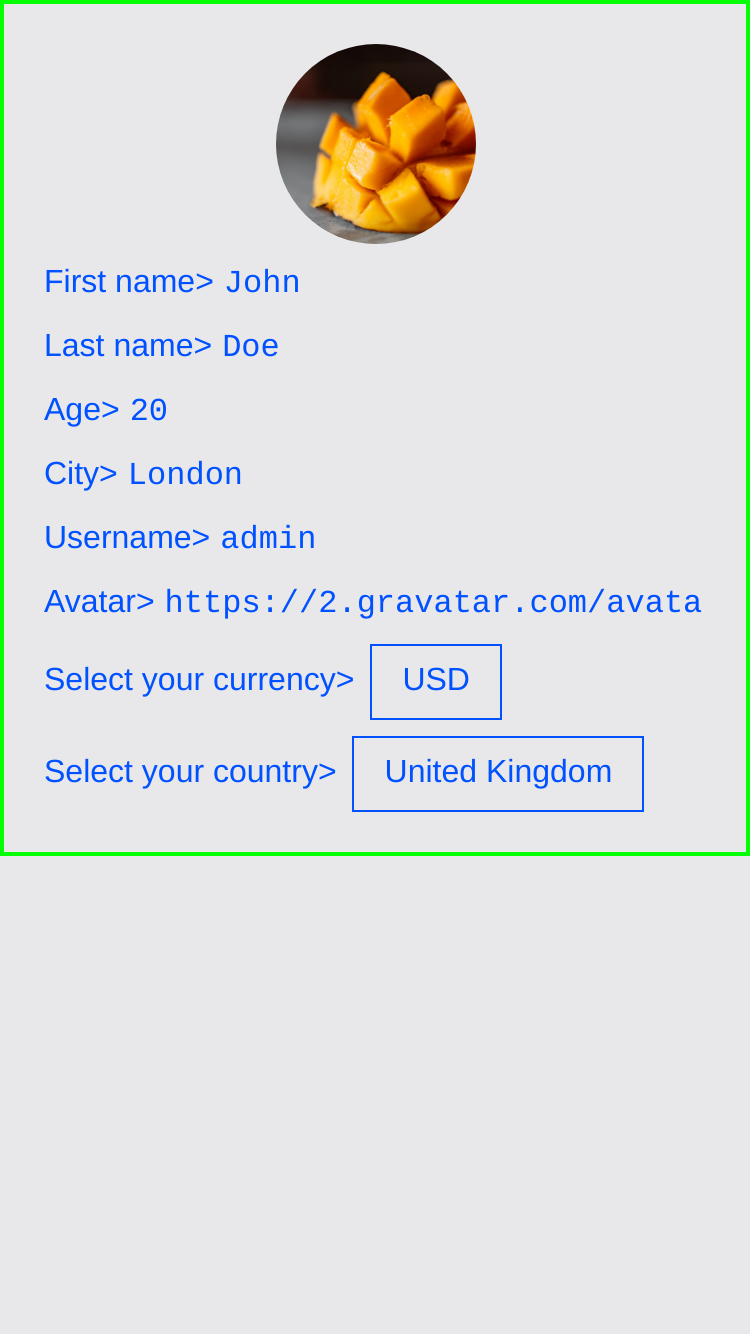 First name> John
Last name> Doe
Age> 20
City> London
Username> admin
Avatar> https://2.gravatar.com/avata
Select your currency> USD
Select your country> United Kingdom